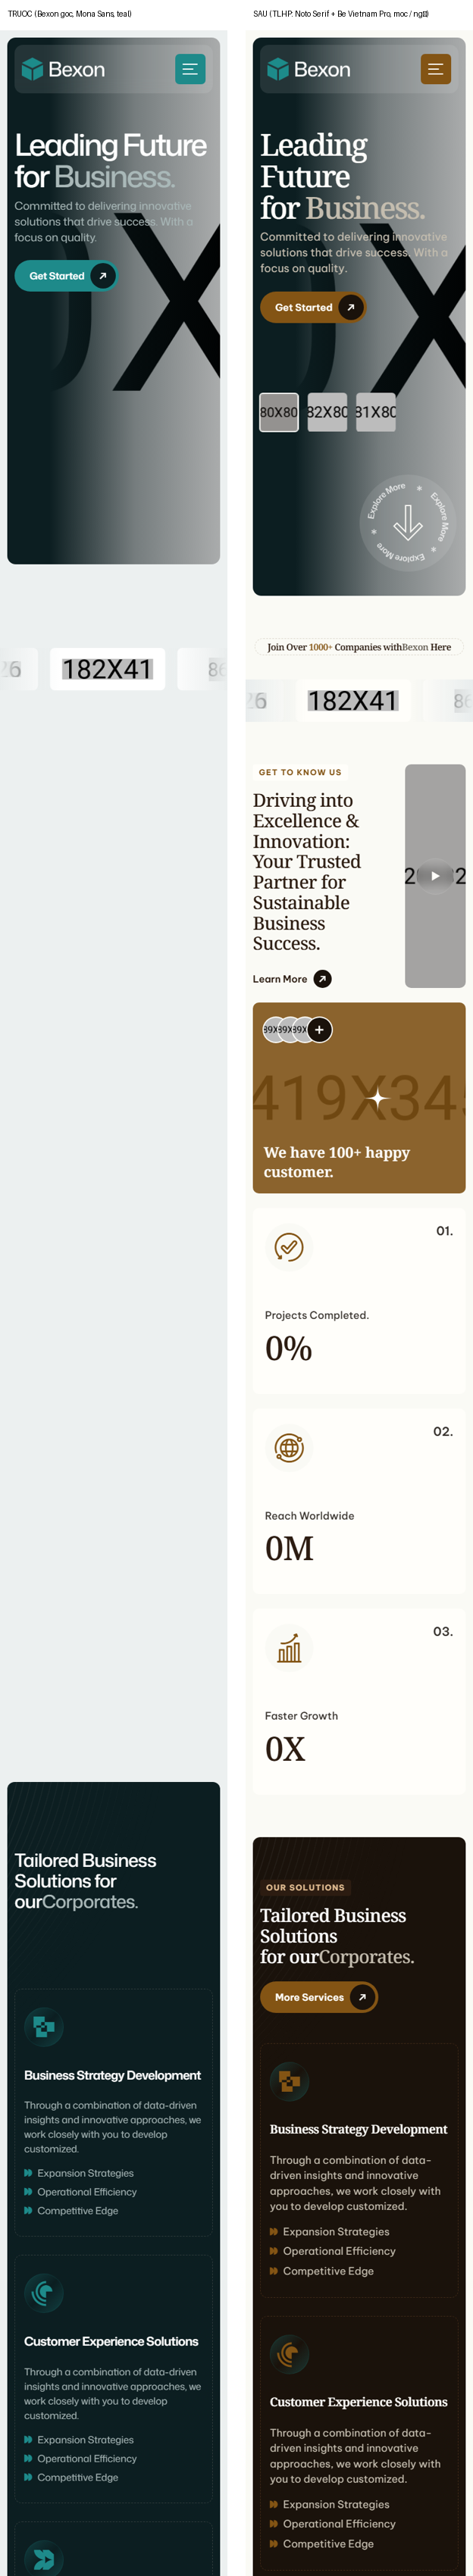 TRUOC (Bexon goc, Mona Sans, teal)
Bexon
Leading Future
for Business.
Committed to delivering innovative
solutions that drive success. With a
focus on quality.
Get Started
182X41
Tailored Business
Solutions for
ourCorporates.
Business Strategy Development
Through a combination of data-driven
insights and innovative approaches, we
work closely with you to develop
customized.
Expansion Strategies
Operational Efficiency
Competitive Edge
Customer Experience Solutions
Through a combination of data-driven
insights and innovative approaches, we
work closely with you to develop
customized.
Expansion Strategies
Operational Efficiency
Competitive Edge
SAU (TLHP: Noto Serif + Be Vietnam Pro, moc / ng
Bexon
Leading
Future
for Business.
Committed to delivering innovative
solutions that drive success. With a
focus on quality.
Get Started
80X80
82X80
81X80
Explore More
Explore More
Explore More
Join Over 1000+ Companies withBexon Here
182X41
GET TO KNOW US
Driving into
Excellence &
Innovation:
Your Trusted
Partner for
Sustainable
Business
Success.
Learn More
419X345
We have 100+ happy
customer.
01.
Projects Completed.
0%
02.
Reach Worldwide
0M
03.
Faster Growth
0X
OUR SOLUTIONS
Tailored Business
Solutions
for ourCorporates.
More Services
Business Strategy Development
Through a combination of data-
driven insights and innovative
approaches, we work closely with
you to develop customized.
Expansion Strategies
Operational Efficiency
Competitive Edge
Customer Experience Solutions
Through a combination of data-
driven insights and innovative
approaches, we work closely with
you to develop customized.
Expansion Strategies
Operational Efficiency
Competitive Edge